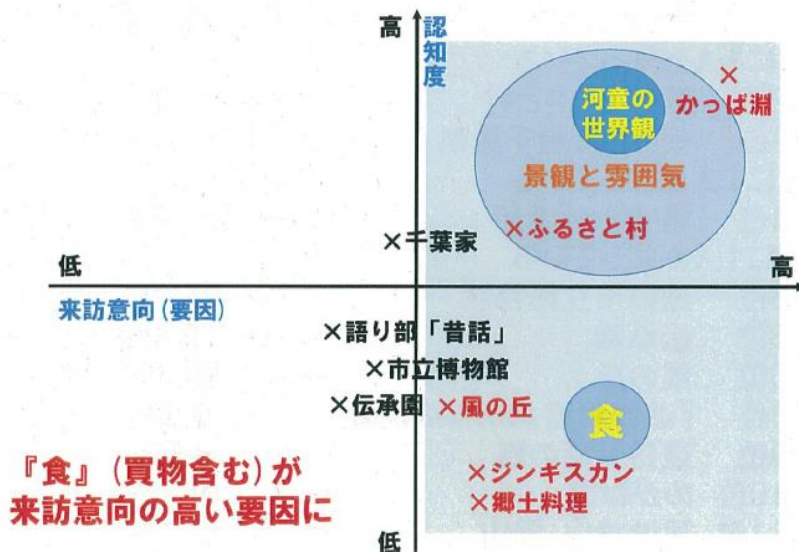 高
認知度
河童の
世界観
×
かっぱ淵
景観と雰囲気
×ふるさと村
×千葉家
低
高
来訪意向(要因)
×語り部「昔話」
×市立博物館
×伝承園
×風の丘
食
『食』(買物含む)が
来訪意向の高い要因に
×ジンギスカン
×郷土料理
低